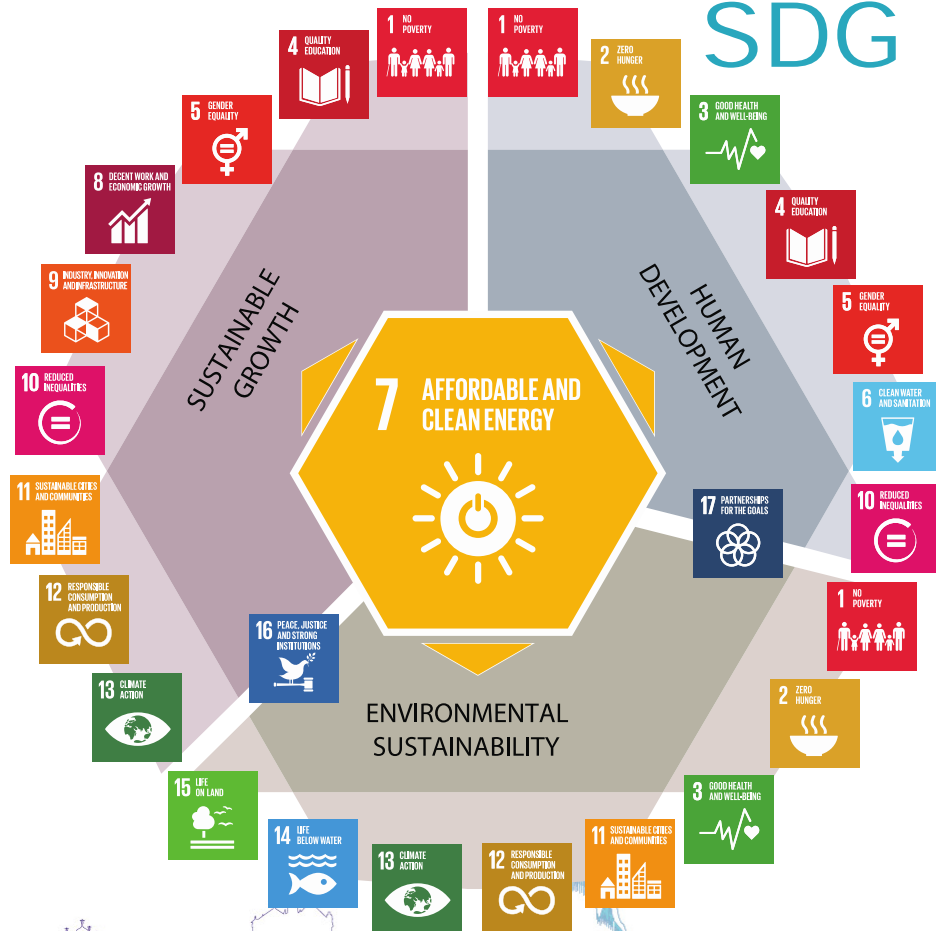 SDG
1 NO
POVERTY
4 QUALITY
EDUCATION
5 GENDER
EQUALITY
8 DECENT WORK AND
ECONOMIC GROWTH
9 INDUSTRY, INNOVATION
AND INFRASTRUCTURE
10 REDUCED
INEQUALITIES
11 SUSTAINABLE CITIES
AND COMMUNITIES
12 RESPONSIBLE
CONSUMPTION
AND PRODUCTION
13 CLIMATE
ACTION
SUSTAINABLE
GROWTH
1 NO
POVERTY
2 ZERO
HUNGER
3 GOOD HEALTH
AND WELL-BEING
4 QUALITY
EDUCATION
5 GENDER
EQUALITY
6 CLEAN WATER
AND SANITATION
10 REDUCED
INEQUALITIES
HUMAN
DEVELOPMENT
7 AFFORDABLE AND
CLEAN ENERGY
17 PARTNERSHIPS
FOR THE GOALS
16 PEACE, JUSTICE
AND STRONG
INSTITUTIONS
ENVIRONMENTAL
SUSTAINABILITY
1 NO
POVERTY
2 ZERO
HUNGER
3 GOOD HEALTH
AND WELL-BEING
11 SUSTAINABLE CITIES
AND COMMUNITIES
12 RESPONSIBLE
CONSUMPTION
AND PRODUCTION
13 CLIMATE
ACTION
14 LIFE
BELOW WATER
15 LIFE
ON LAND